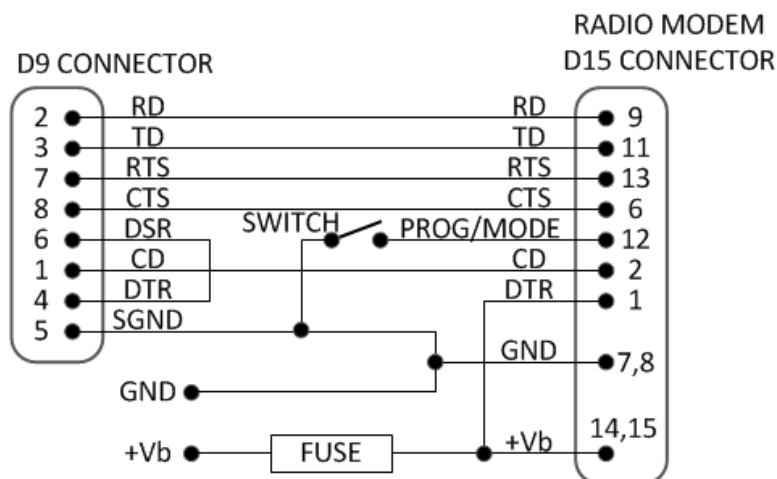 RADIO MODEM
D9 CONNECTOR D15 CONNECTOR
2 RD RD 9
3 TD TD 11
7 RTS RTS 13
8 CTS CTS 6
6 DSR SWITCH PROG/MODE 12
1 CD CD 2
4 DTR DTR 1
5 SGND
GND 7,8
GND
14,15
+Vb FUSE +Vb